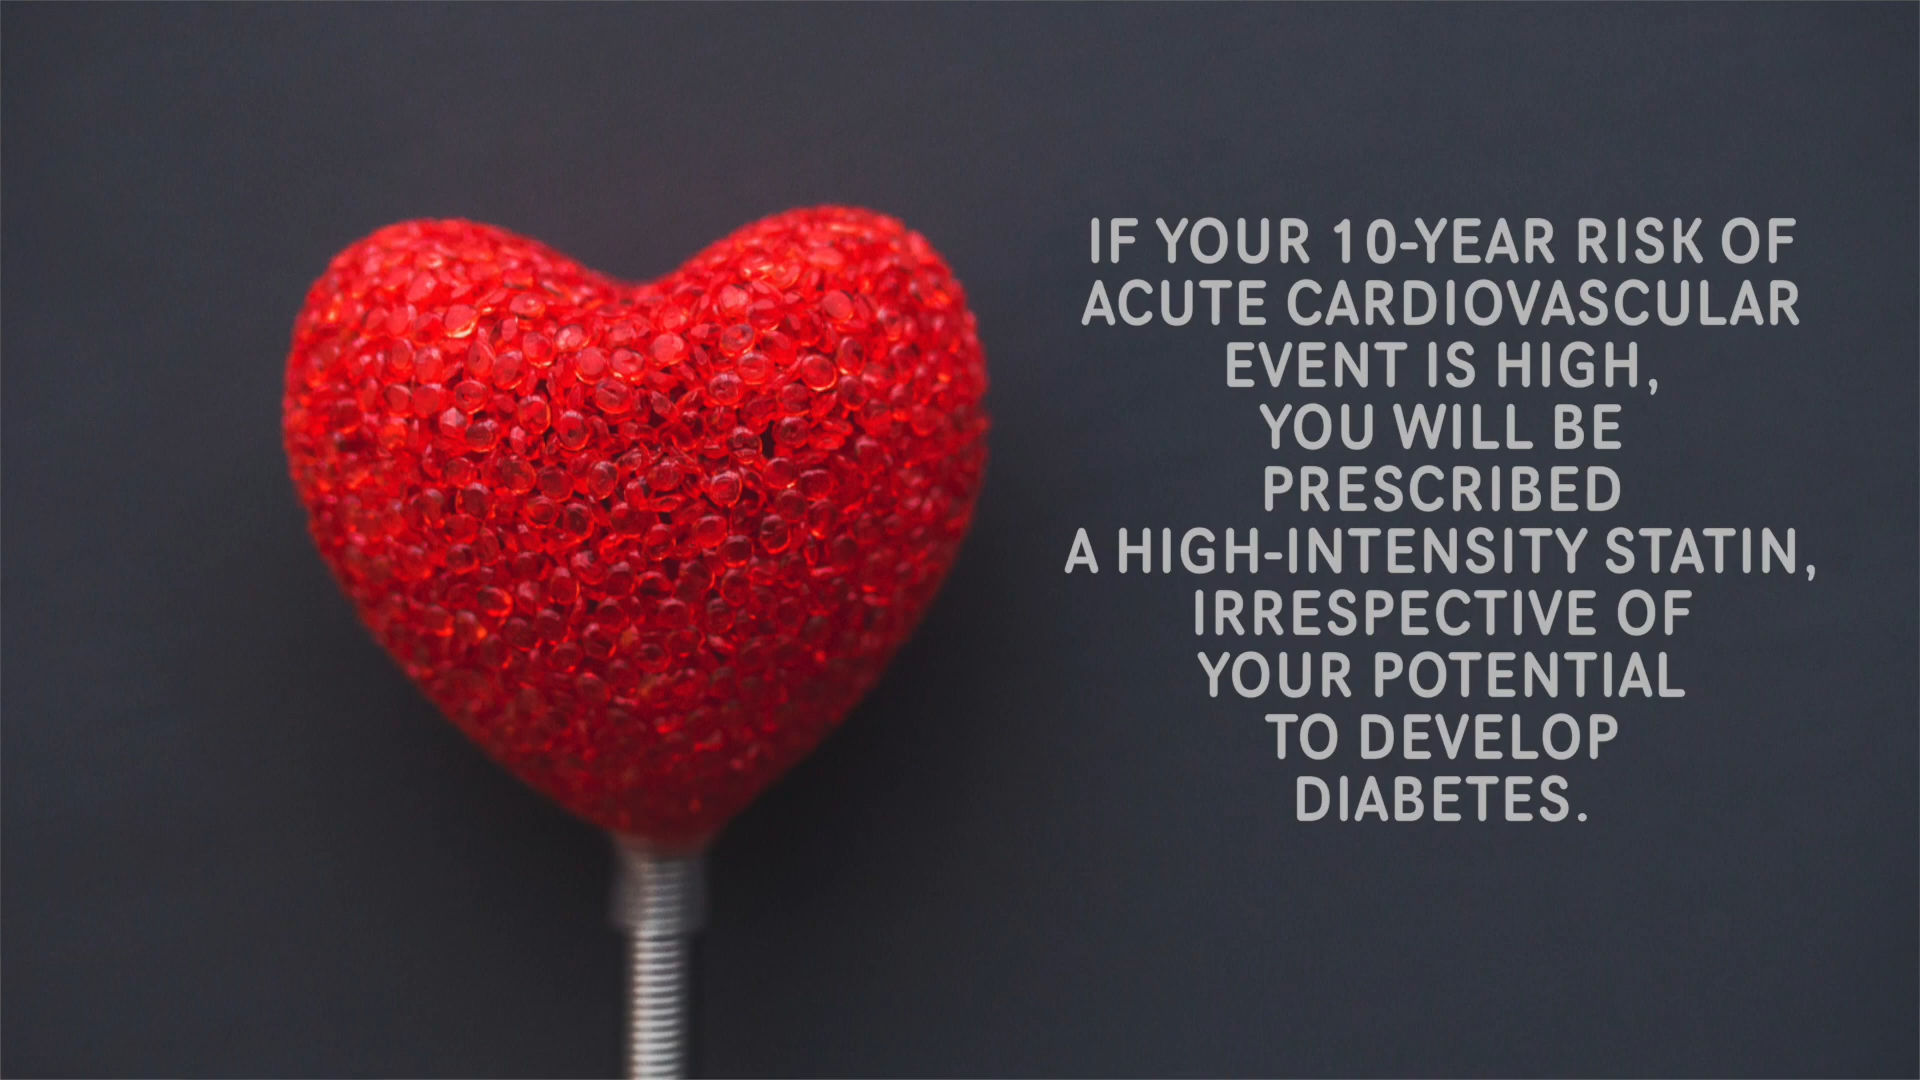 IF YOUR 10-YEAR RISK OF
ACUTE CARDIOVASCULAR
EVENT IS HIGH,
YOU WILL BE
PRESCRIBED
A HIGH-INTENSITY STATIN,
IRRESPECTIVE OF
YOUR POTENTIAL
TO DEVELOP
DIABETES.